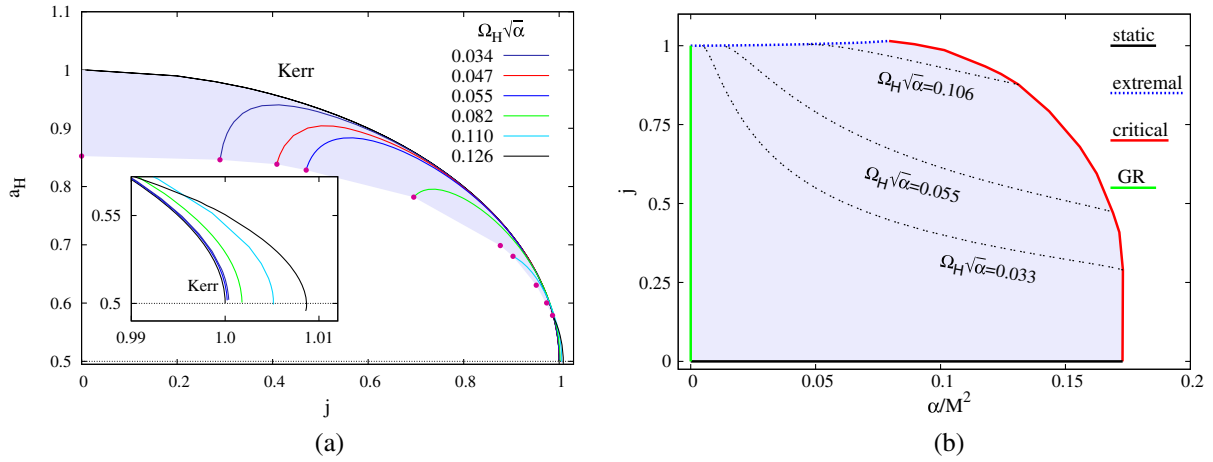 1.1
1
0.9
0.8
0.7
0.6
0.5
a_H
0 0.2 0.4 0.6 0.8 1
j
Kerr
Ω_H√α
0.034
0.047
0.055
0.082
0.110
0.126
0.55
0.5
Kerr
0.99 1.0 1.01
(a)
1
0.75
0.5
0.25
0
j
0 0.05 0.1 0.15 0.2
α/M²
Ω_H√α=0.106
Ω_H√α=0.055
Ω_H√α=0.033
static
extremal
critical
GR
(b)